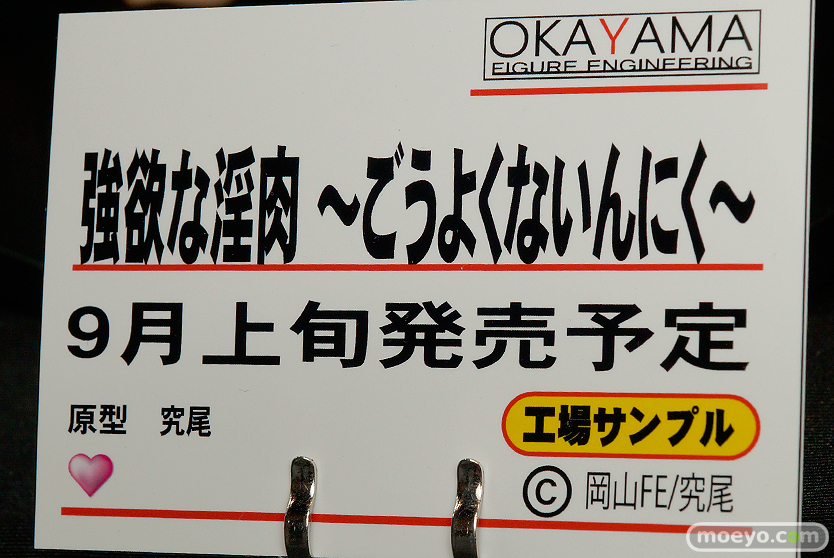 OKAYAMA
FIGURE ENGINEERING
強欲な淫肉 ~ごうよくないんにく~
9月上旬発売予定
原型 究尾
工場サンプル
© 岡山FE/究尾
moeyo.com